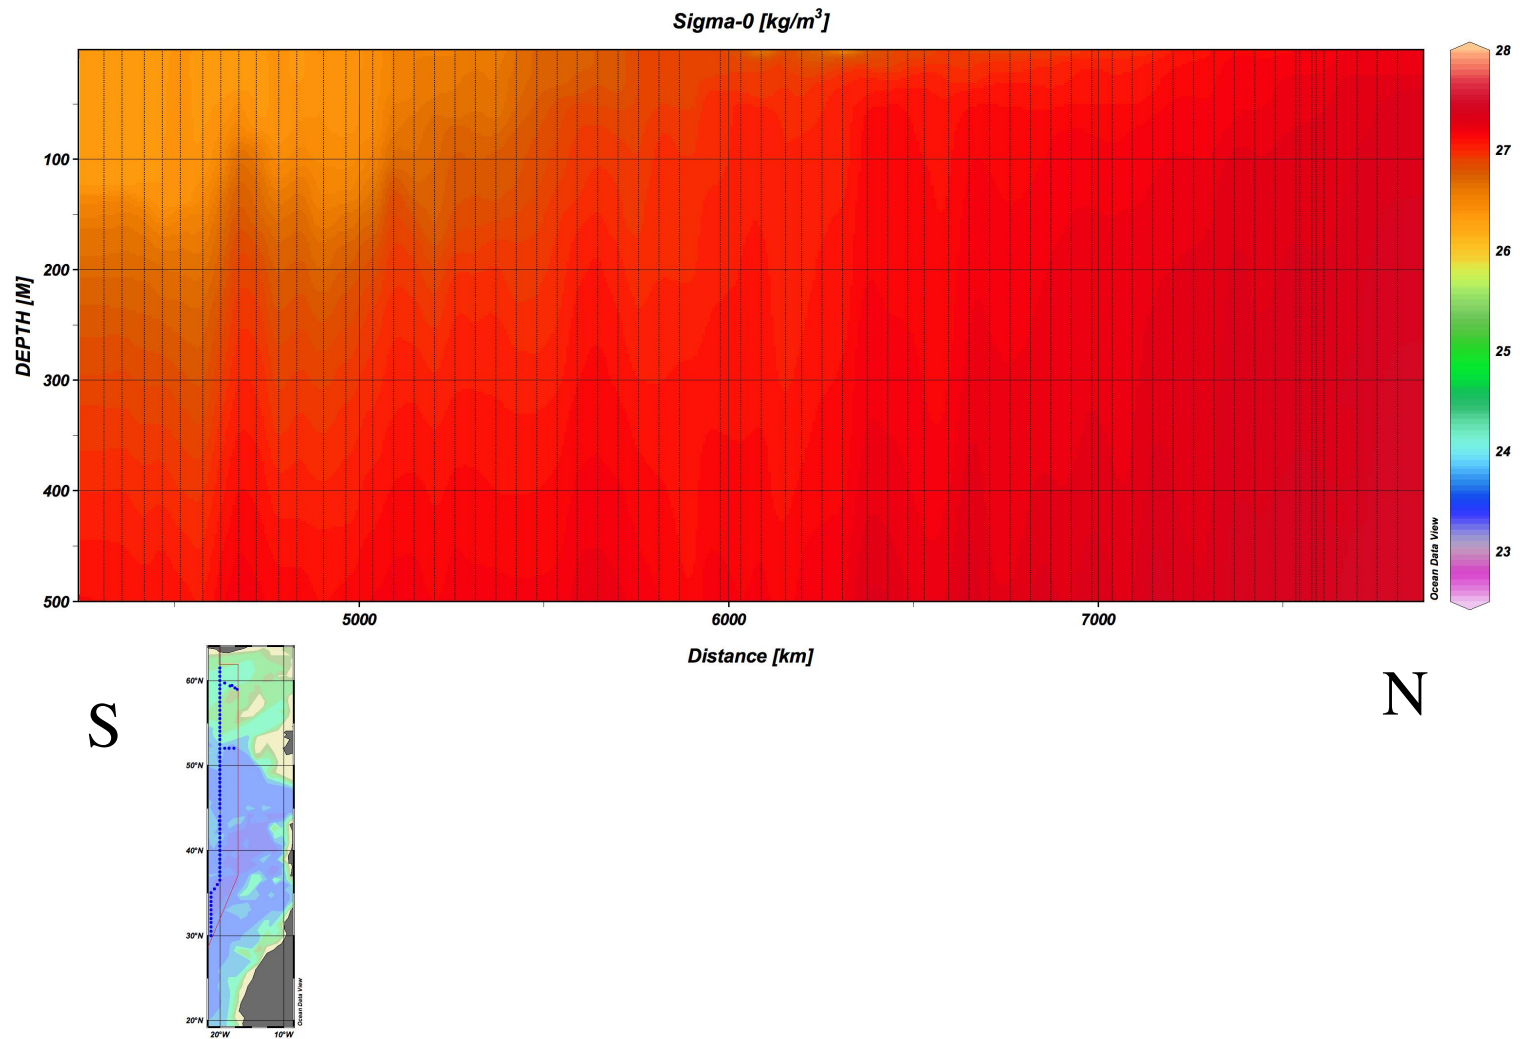 Sigma-0 [kg/m³]
28
27
26
25
24
23
DEPTH [M]
100
200
300
400
500
Ocean Data View
5000
6000
7000
Distance [km]
S
N
60°N
50°N
40°N
30°N
20°N
20°W
10°W
Ocean Data View